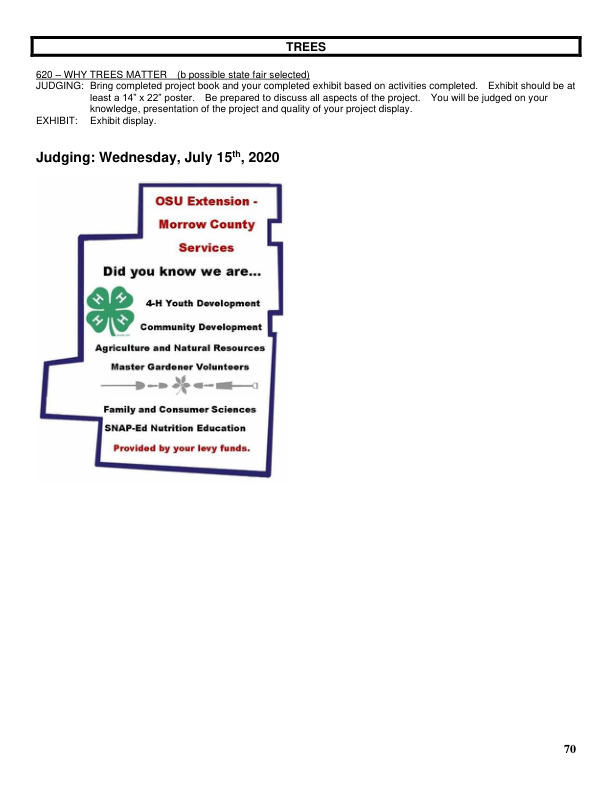 TREES
620 – WHY TREES MATTER (b possible state fair selected)
JUDGING: Bring completed project book and your completed exhibit based on activities completed. Exhibit should be at
least a 14” x 22” poster. Be prepared to discuss all aspects of the project. You will be judged on your
knowledge, presentation of the project and quality of your project display.
EXHIBIT: Exhibit display.
Judging: Wednesday, July 15th, 2020
OSU Extension -
Morrow County
Services
Did you know we are...
H H
H H
4-H Youth Development
Community Development
Agriculture and Natural Resources
Master Gardener Volunteers
Family and Consumer Sciences
SNAP-Ed Nutrition Education
Provided by your levy funds.
70